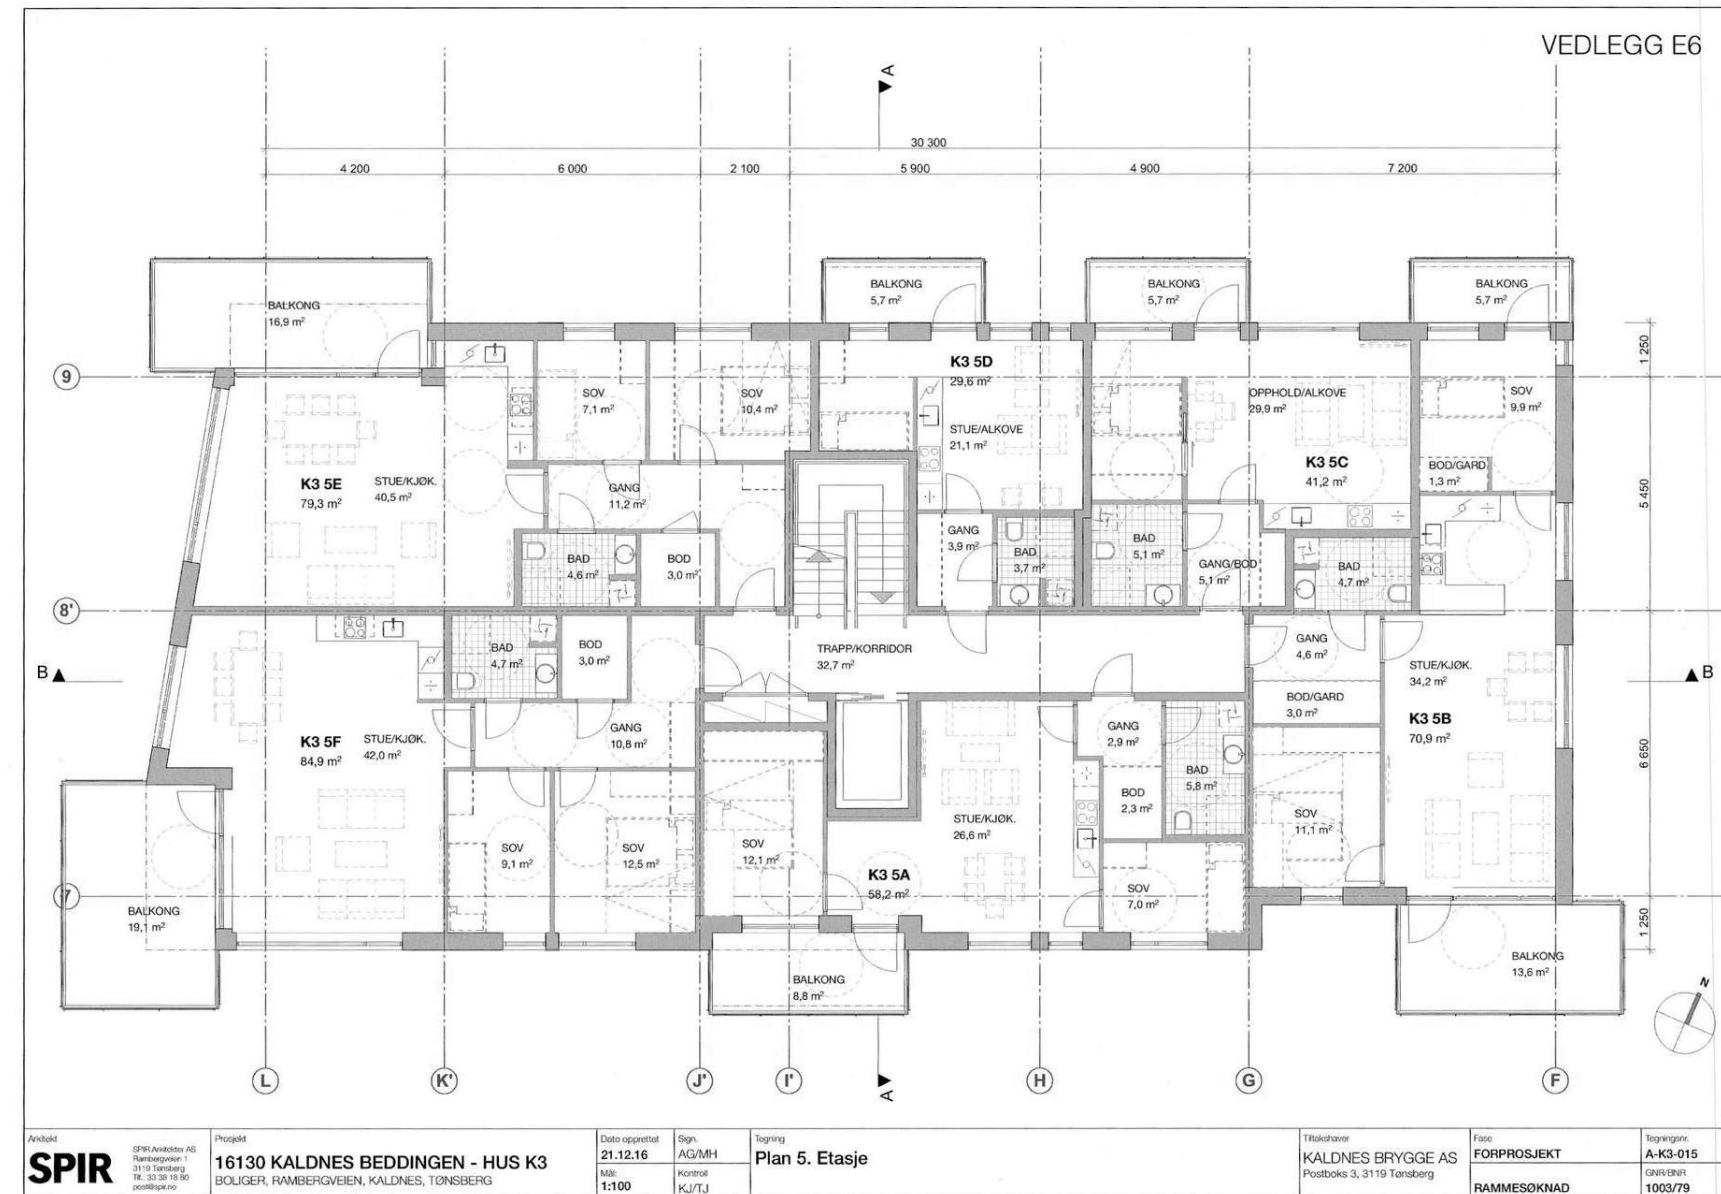 VEDLEGG E6
A
30 300
4 200
6 000
2 100
5 900
4 900
7 200
BALKONG
16,9 m²
BALKONG
5,7 m²
BALKONG
5,7 m²
BALKONG
5,7 m²
1 250
5 450
6 650
1 250
9
8'
7
K3 5E
79,3 m²
STUE/KJØK.
40,5 m²
SOV
7,1 m²
SOV
10,4 m²
GANG
11,2 m²
BAD
4,6 m²
BOD
3,0 m²
K3 5D
29,6 m²
STUE/ALKOVE
21,1 m²
GANG
3,9 m²
BAD
3,7 m²
OPPHOLD/ALKOVE
29,9 m²
K3 5C
41,2 m²
BAD
5,1 m²
GANG/BOD
5,1 m²
SOV
9,9 m²
BOD/GARD
1,3 m²
BAD
4,7 m²
GANG
4,6 m²
BOD/GARD
3,0 m²
STUE/KJØK.
34,2 m²
K3 5B
70,9 m²
SOV
11,1 m²
BALKONG
13,6 m²
TRAPP/KORRIDOR
32,7 m²
B
B
BAD
4,7 m²
BOD
3,0 m²
GANG
10,8 m²
K3 5F
84,9 m²
STUE/KJØK.
42,0 m²
SOV
9,1 m²
SOV
12,5 m²
BALKONG
19,1 m²
SOV
12,1 m²
STUE/KJØK.
26,6 m²
K3 5A
58,2 m²
GANG
2,9 m²
BOD
2,3 m²
BAD
5,8 m²
SOV
7,0 m²
BALKONG
8,8 m²
N
L
K'
J'
I'
H
G
F
A
Arkitekt
SPIR
SPIR Arkitekter AS
Rambergveien 1
3119 Tønsberg
Tlf.: 33 38 18 80
post@spir.no
Prosjekt
16130 KALDNES BEDDINGEN - HUS K3
BOLIGER, RAMBERGVEIEN, KALDNES, TØNSBERG
Dato opprettet
21.12.16
Mål:
1:100
Sign.
AG/MH
Kontroll
KJ/TJ
Tegning
Plan 5. Etasje
Tiltakshaver
KALDNES BRYGGE AS
Postboks 3, 3119 Tønsberg
Fase
FORPROSJEKT
RAMMESØKNAD
Tegningsnr.
A-K3-015
GNR/BNR
1003/79